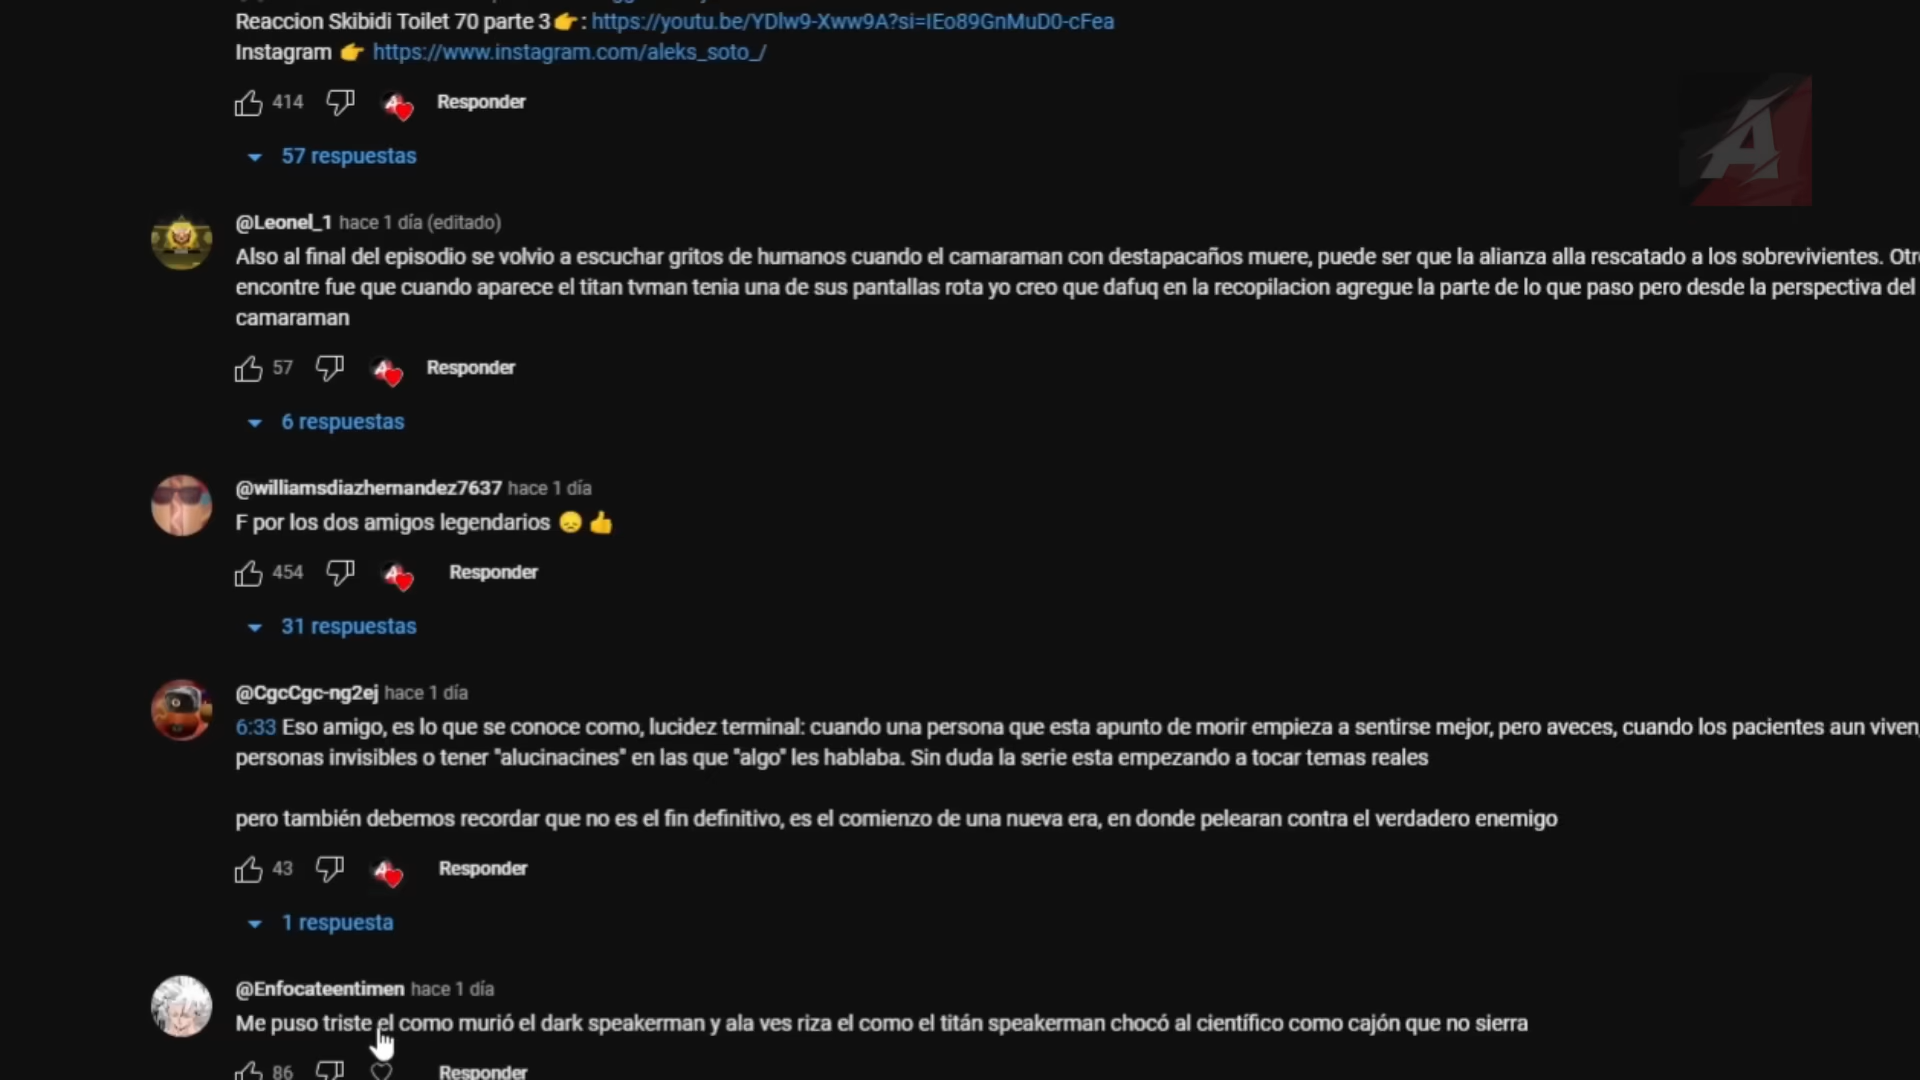 Reaccion Skibidi Toilet 70 parte 3👉: https://youtu.be/YDlw9-Xww9A?si=IEo89GnMuD0-cFea
Instagram 👉 https://www.instagram.com/aleks_soto_/
414 Responder
57 respuestas
@Leonel_1 hace 1 día (editado)
Also al final del episodio se volvio a escuchar gritos de humanos cuando el camaraman con destapacaños muere, puede ser que la alianza alla rescatado a los sobrevivientes.
encontre fue que cuando aparece el titan tvman tenia una de sus pantallas rota yo creo que dafuq en la recopilacion agregue la parte de lo que paso pero desde la perspectiva del
camaraman
57 Responder
6 respuestas
@williamsdiazhernandez7637 hace 1 día
F por los dos amigos legendarios 😞👍
454 Responder
31 respuestas
@CgcCgc-ng2ej hace 1 día
6:33 Eso amigo, es lo que se conoce como, lucidez terminal: cuando una persona que esta apunto de morir empieza a sentirse mejor, pero aveces, cuando los pacientes aun viven,
personas invisibles o tener "alucinacines" en las que "algo" les hablaba. Sin duda la serie esta empezando a tocar temas reales
pero también debemos recordar que no es el fin definitivo, es el comienzo de una nueva era, en donde pelearan contra el verdadero enemigo
43 Responder
1 respuesta
@Enfocateentimen hace 1 día
Me puso triste el como murió el dark speakerman y ala ves riza el como el titán speakerman chocó al científico como cajón que no sierra
86 Responder